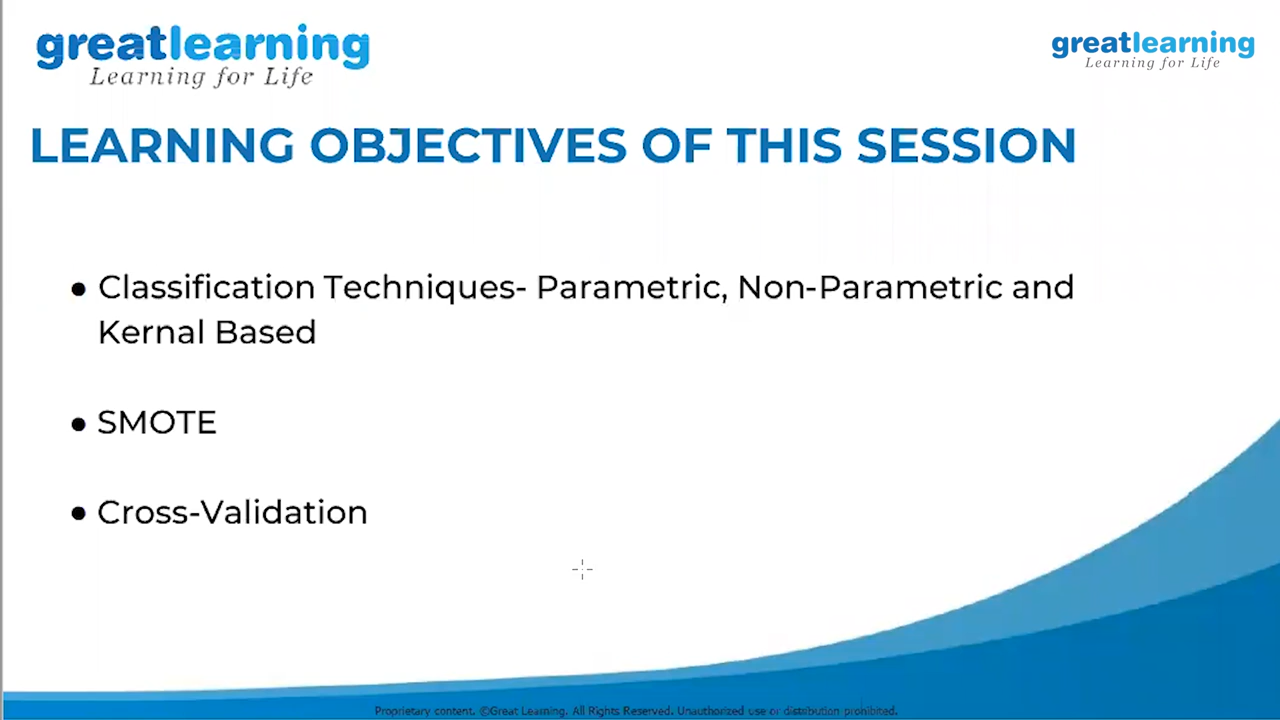 greatlearning
Learning for Life
greatlearning
Learning for Life
LEARNING OBJECTIVES OF THIS SESSION
● Classification Techniques- Parametric, Non-Parametric and
Kernal Based
● SMOTE
● Cross-Validation
Proprietary content. ©Great Learning. All Rights Reserved. Unauthorized use or distribution prohibited.